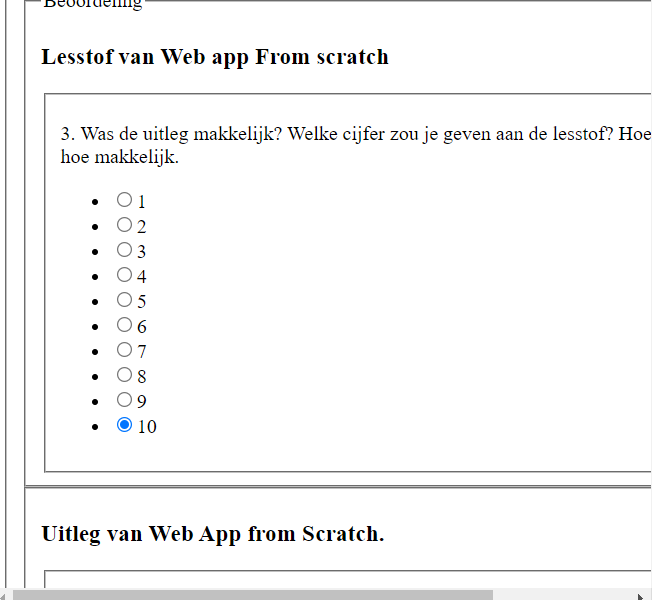 Beoordeling
Lesstof van Web app From scratch
3. Was de uitleg makkelijk? Welke cijfer zou je geven aan de lesstof? Hoe
hoe makkelijk.
1
2
3
4
5
6
7
8
9
10
Uitleg van Web App from Scratch.